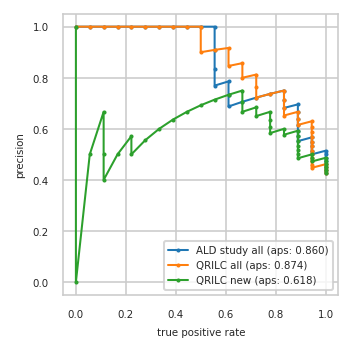 1.0
0.8
0.6
0.4
0.2
0.0
precision
ALD study all (aps: 0.860)
QRILC all (aps: 0.874)
QRILC new (aps: 0.618)
0.0 0.2 0.4 0.6 0.8 1.0
true positive rate